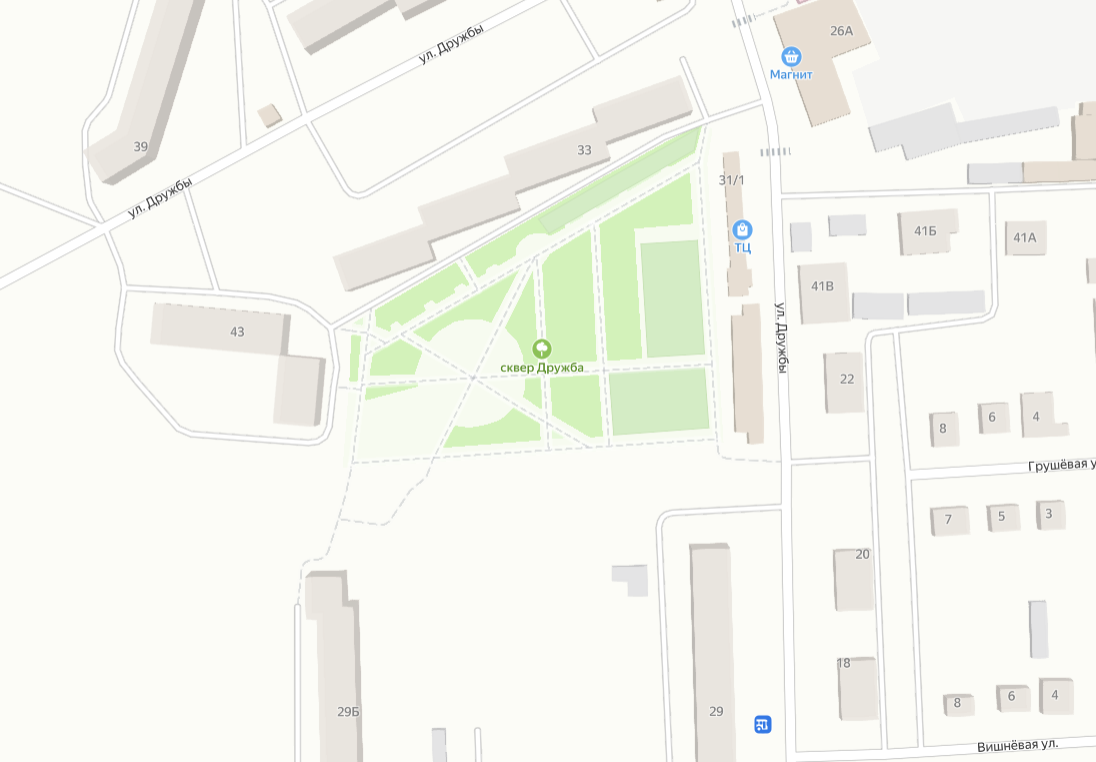 26А
ул. Дружбы
Магнит
39
33
ул. Дружбы
31/1
ТЦ
41Б
41А
41В
43
ул. Дружбы
сквер Дружба
22
8
6
4
Грушёвая у
7
5
3
20
18
8
6
4
29Б
29
Вишнёвая ул.